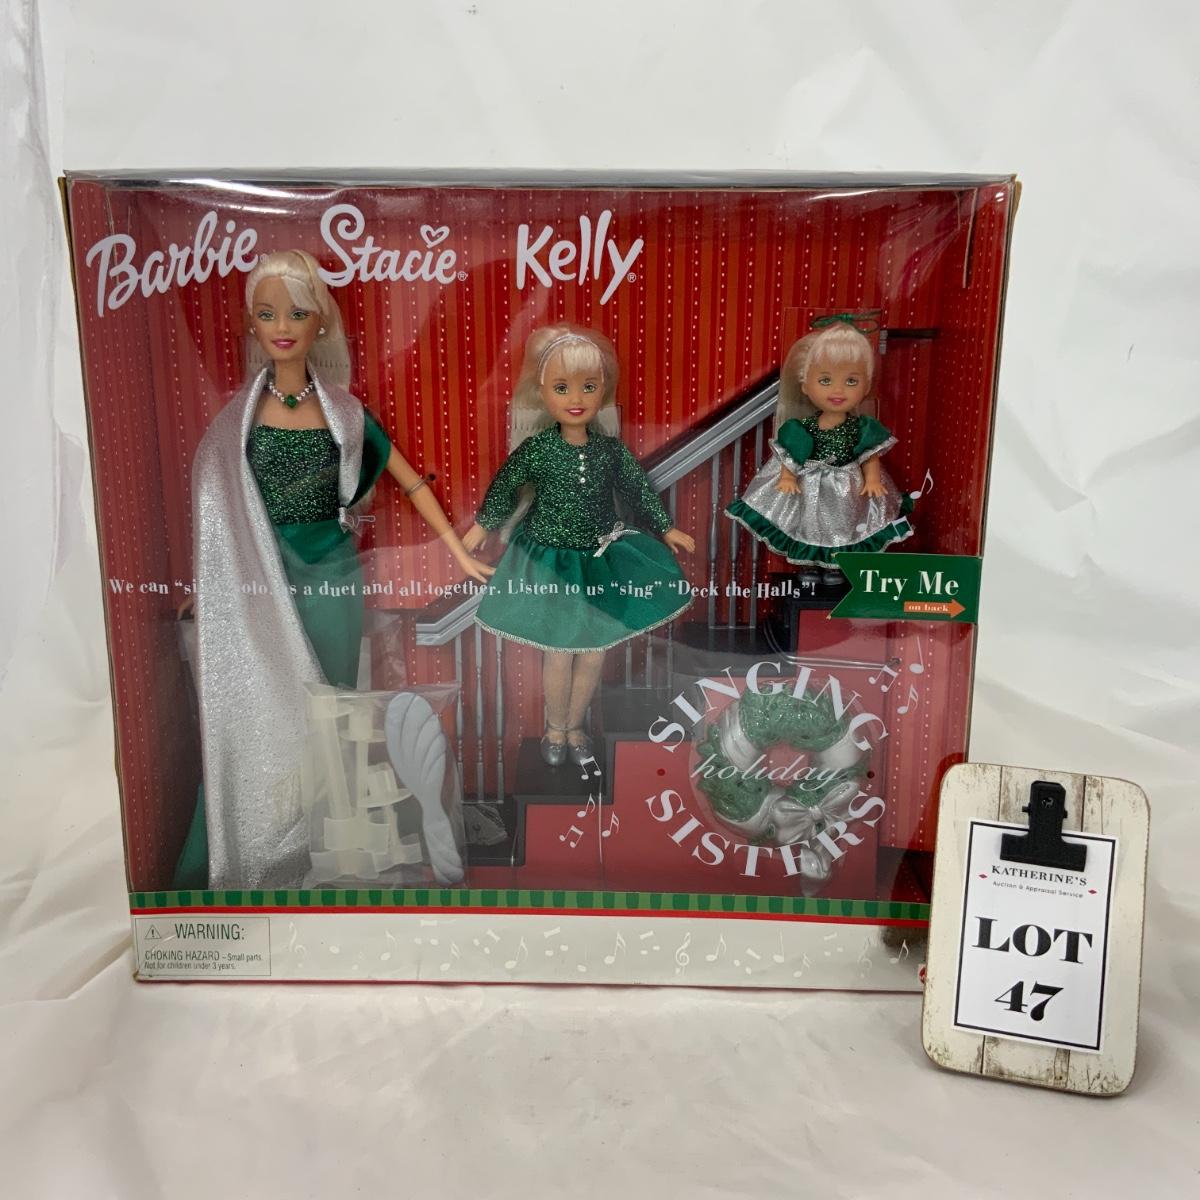 Barbie®
Stacie®
Kelly®
We can "sing" solo, as a duet and all together. Listen to us "sing" "Deck the Halls"!
Try Me
on back
SINGING
holiday
SISTERS™
⚠ WARNING:
CHOKING HAZARD – Small parts.
Not for children under 3 years.
KATHERINE'S
Auction & Appraisal Service
LOT
47